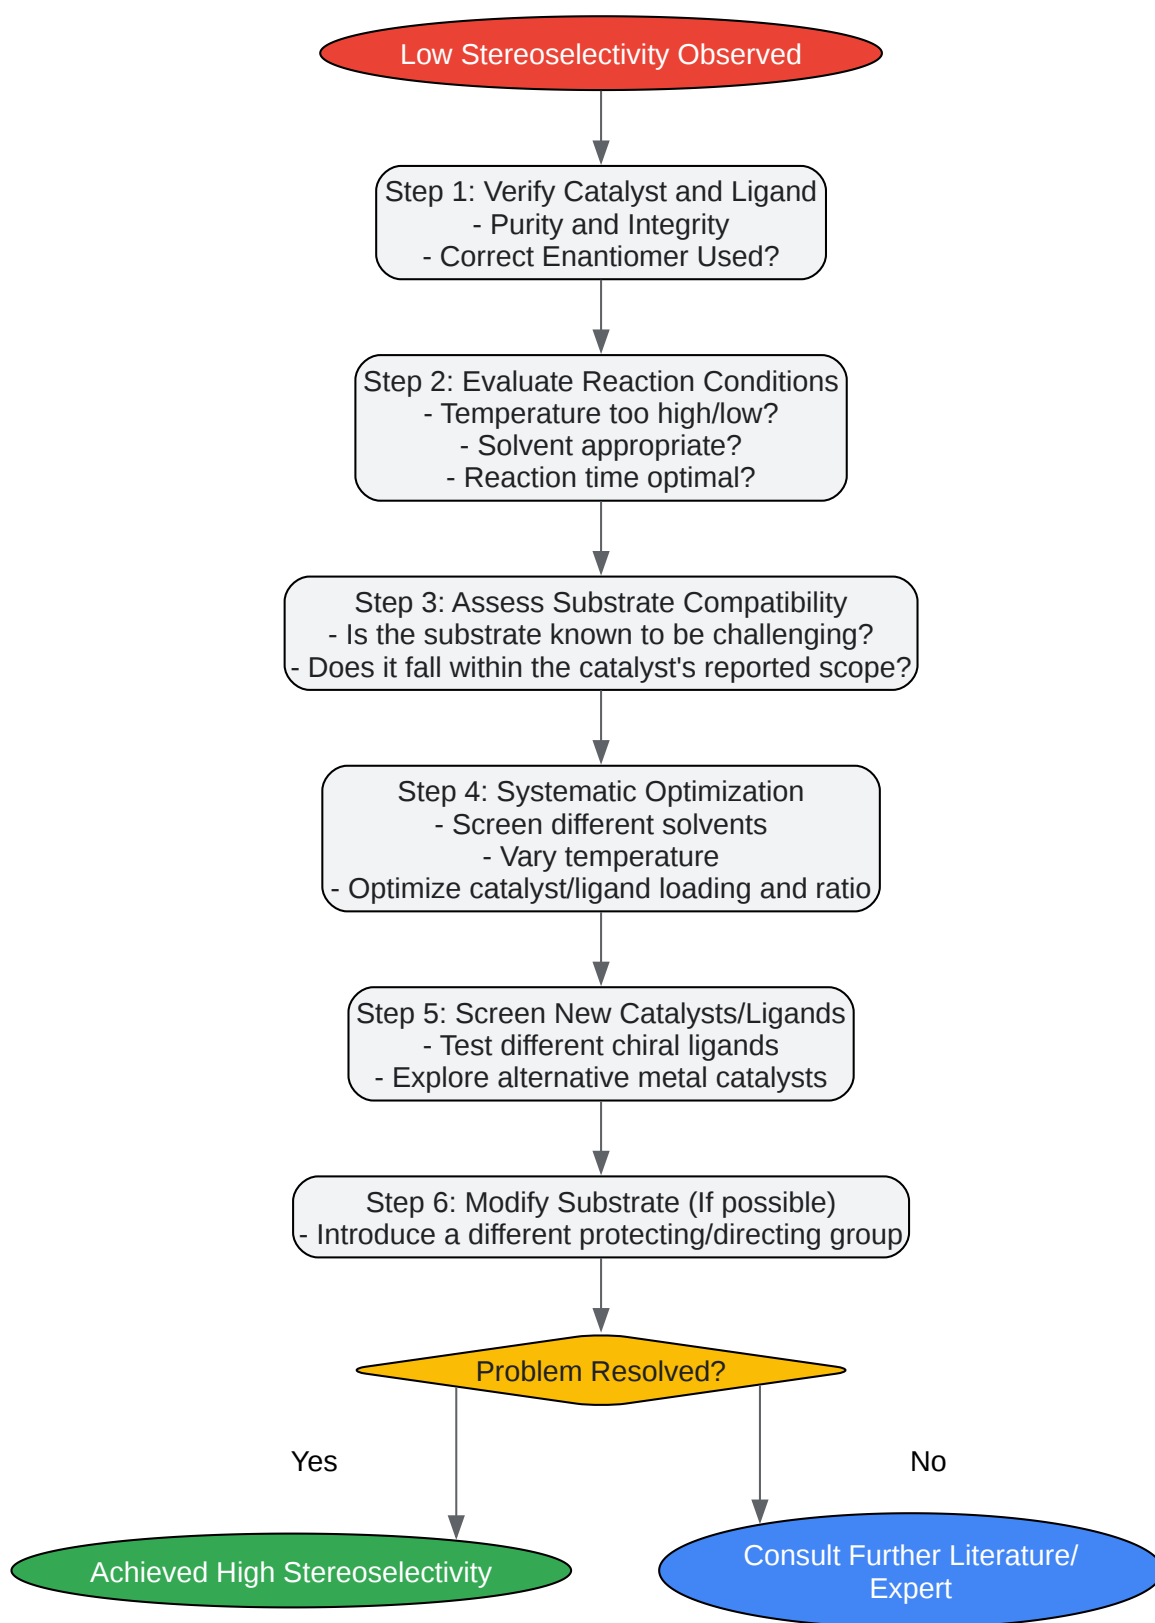 Low Stereoselectivity Observed
Step 1: Verify Catalyst and Ligand
- Purity and Integrity
- Correct Enantiomer Used?
Step 2: Evaluate Reaction Conditions
- Temperature too high/low?
- Solvent appropriate?
- Reaction time optimal?
Step 3: Assess Substrate Compatibility
- Is the substrate known to be challenging?
- Does it fall within the catalyst's reported scope?
Step 4: Systematic Optimization
- Screen different solvents
- Vary temperature
- Optimize catalyst/ligand loading and ratio
Step 5: Screen New Catalysts/Ligands
- Test different chiral ligands
- Explore alternative metal catalysts
Step 6: Modify Substrate (If possible)
- Introduce a different protecting/directing group
Problem Resolved?
Yes
No
Achieved High Stereoselectivity
Consult Further Literature/
Expert